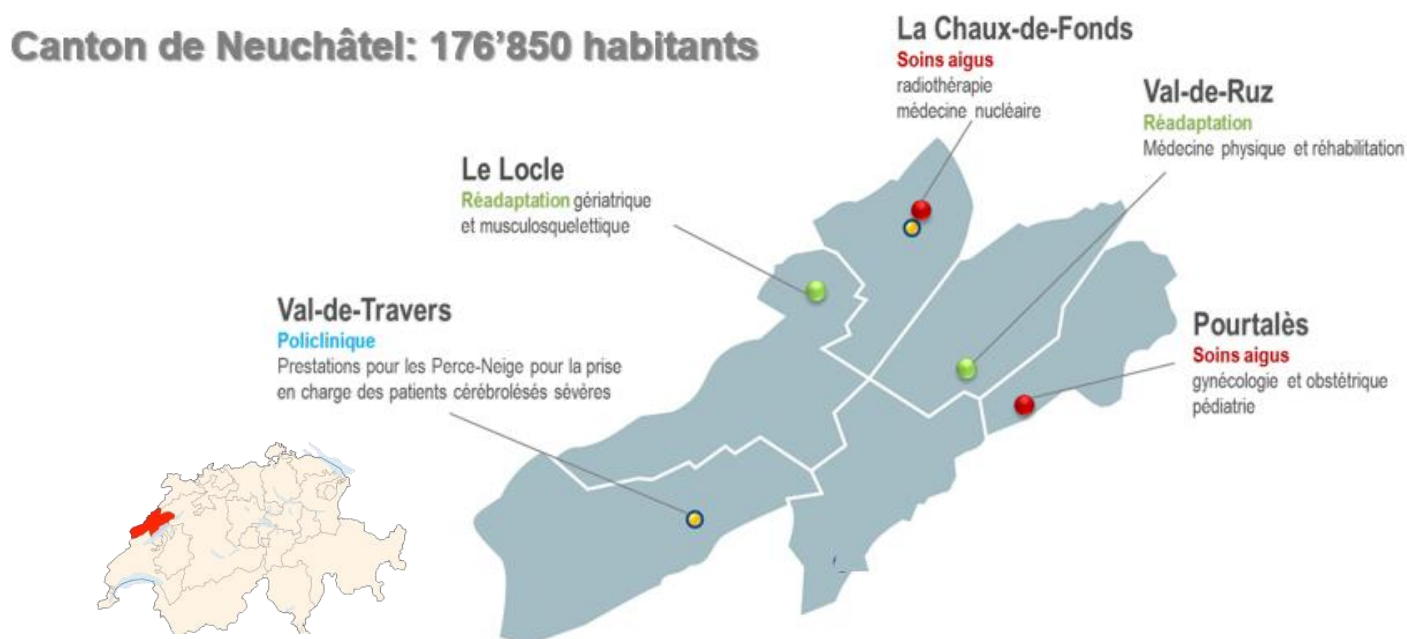 Canton de Neuchâtel: 176’850 habitants
La Chaux-de-Fonds
Soins aigus
radiothérapie
médecine nucléaire
Val-de-Ruz
Réadaptation
Médecine physique et réhabilitation
Le Locle
Réadaptation gériatrique
et musculosquelettique
Val-de-Travers
Policlinique
Prestations pour les Perce-Neige pour la prise
en charge des patients cérébrolésés sévères
Pourtalès
Soins aigus
gynécologie et obstétrique
pédiatrie